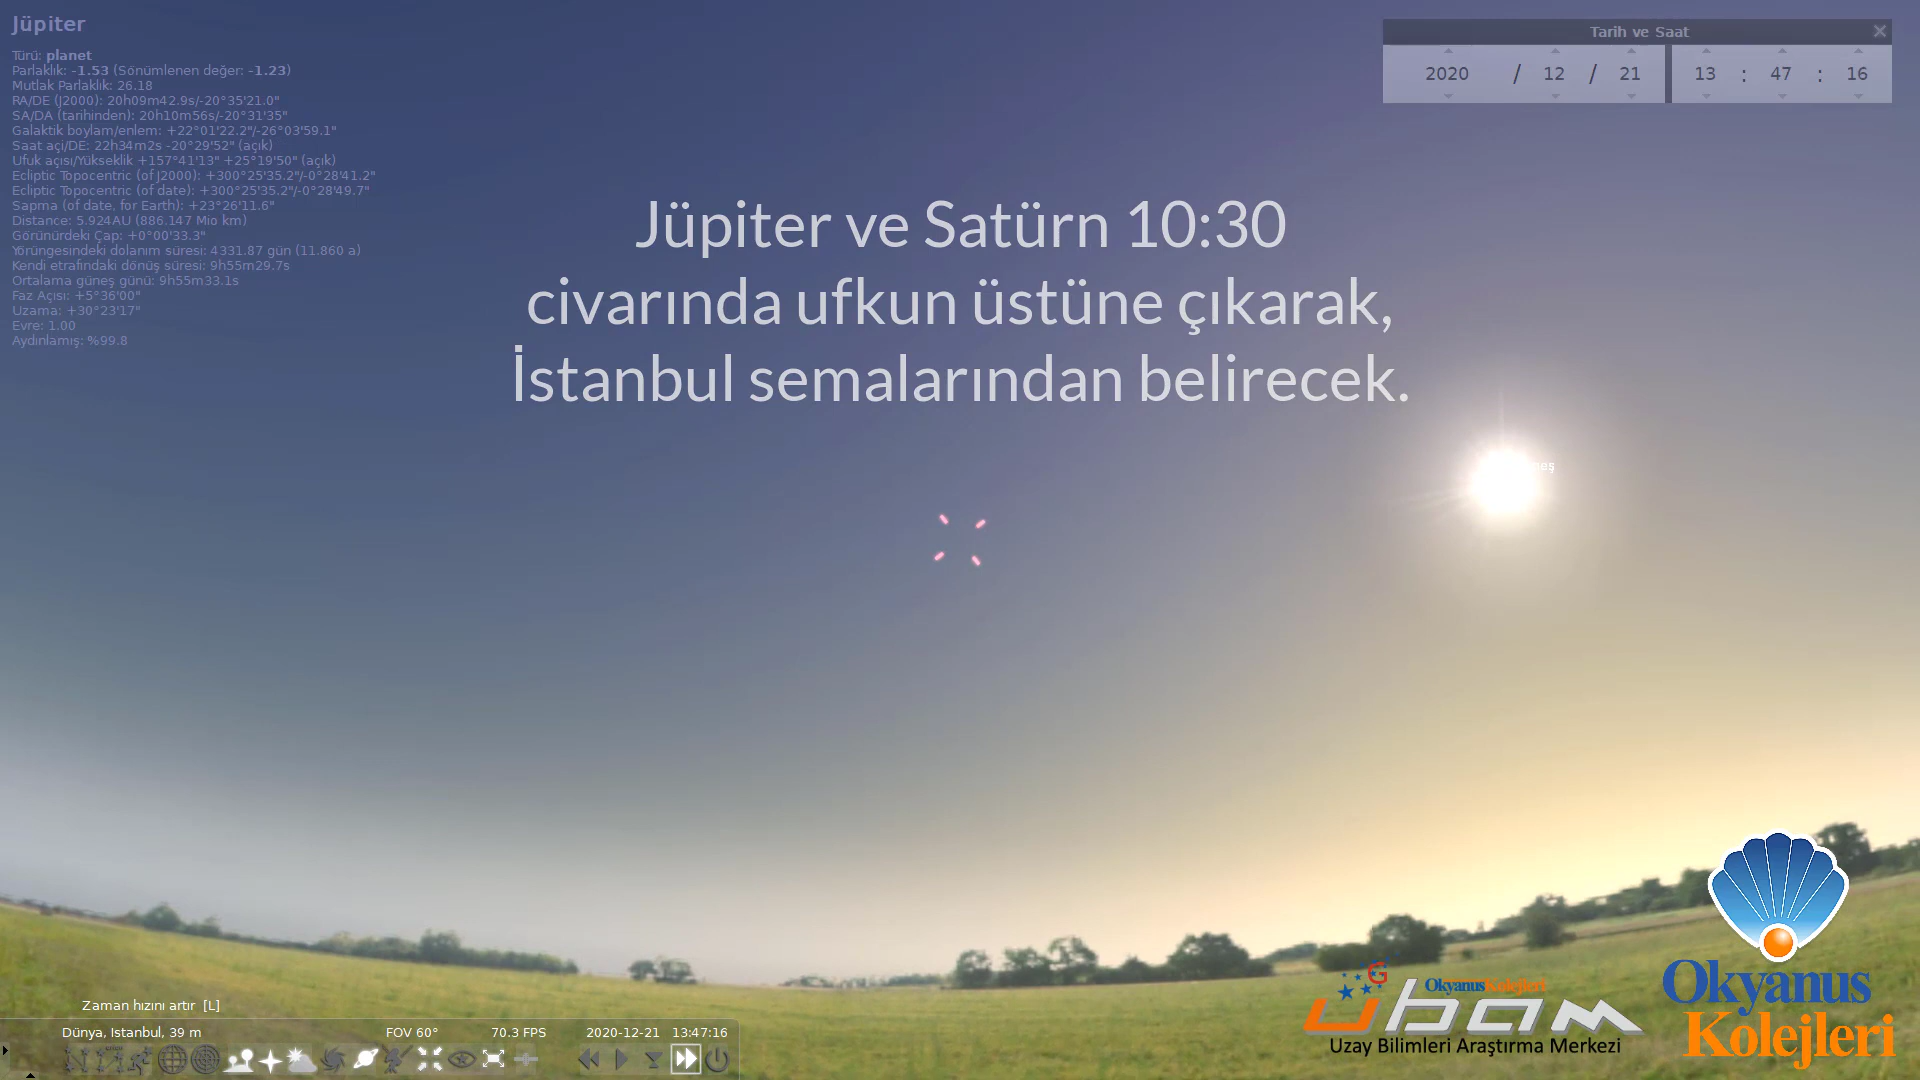 Jüpiter
Türü: planet
Parlaklık: -1.53 (Sönümlenen değer: -1.23)
Mutlak Parlaklık: 26.18
RA/DE (J2000): 20h09m42.9s/-20°35'21.0"
SA/DA (tarihinden): 20h10m56s/-20°31'35"
Galaktik boylam/enlem: +22°01'22.2"/-26°03'59.1"
Saat açi/DE: 22h34m2s -20°29'52" (açık)
Ufuk açısı/Yükseklik +157°41'13" +25°19'50" (açık)
Ecliptic Topocentric (of J2000): +300°25'35.2"/-0°28'41.2"
Ecliptic Topocentric (of date): +300°25'35.2"/-0°28'49.7"
Sapma (of date, for Earth): +23°26'11.6"
Distance: 5.924AU (886.147 Mio km)
Görünürdeki Çap: +0°00'33.3"
Yörüngesindeki dolanım süresi: 4331.87 gün (11.860 a)
Kendi etrafındaki dönüş süresi: 9h55m29.7s
Ortalama güneş günü: 9h55m33.1s
Faz Açısı: +5°36'00"
Uzama: +30°23'17"
Evre: 1.00
Aydınlamış: %99.8
Tarih ve Saat
2020 / 12 / 21 13 : 47 : 16
Jüpiter ve Satürn 10:30
civarında ufkun üstüne çıkarak,
İstanbul semalarından belirecek.
Zaman hızını artır [L]
Dünya, Istanbul, 39 m FOV 60° 70.3 FPS 2020-12-21 13:47:16
G
OkyanusKolejleri
ubam
Uzay Bilimleri Araştırma Merkezi
Okyanus
Kolejleri